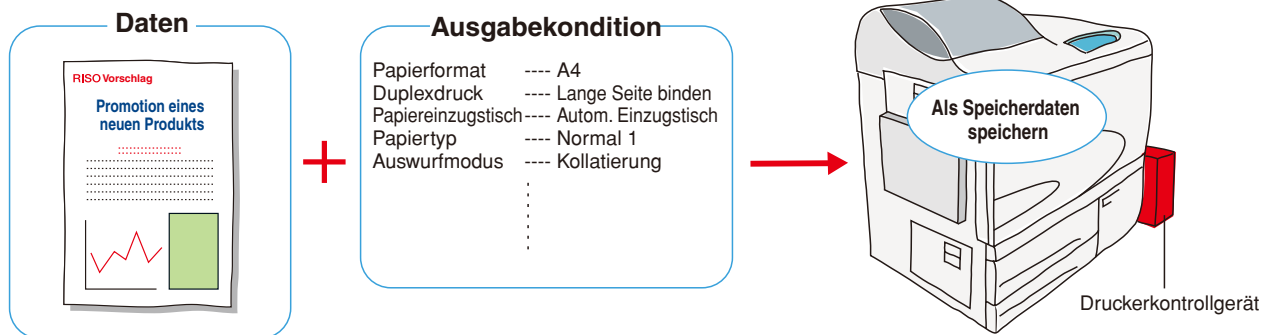 Daten
RISO Vorschlag
Promotion eines
neuen Produkts
Ausgabekondition
Papierformat ---- A4
Duplexdruck ---- Lange Seite binden
Papiereinzugstisch ---- Autom. Einzugstisch
Papiertyp ---- Normal 1
Auswurfmodus ---- Kollatierung
Als Speicherdaten
speichern
Druckerkontrollgerät